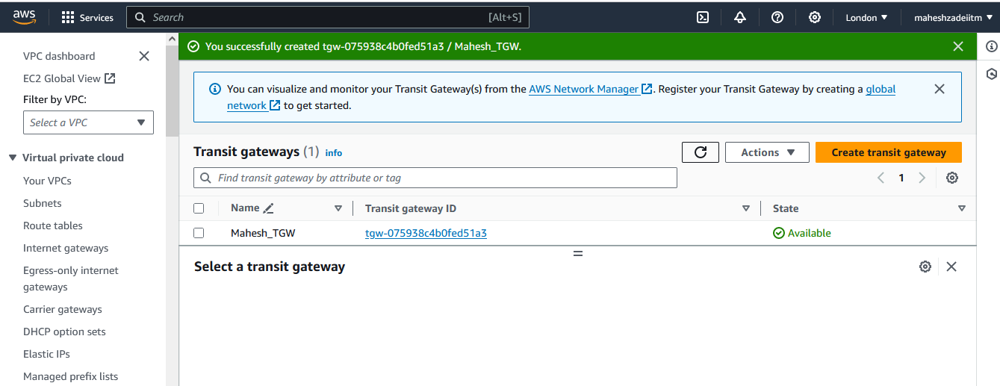 aws
Services
Search
[Alt+S]
London
maheshzadeiitm
VPC dashboard
EC2 Global View
Filter by VPC:
Select a VPC
Virtual private cloud
Your VPCs
Subnets
Route tables
Internet gateways
Egress-only internet
gateways
Carrier gateways
DHCP option sets
Elastic IPs
Managed prefix lists
You successfully created tgw-075938c4b0fed51a3 / Mahesh_TGW.
You can visualize and monitor your Transit Gateway(s) from the AWS Network Manager. Register your Transit Gateway by creating a global
network to get started.
Transit gateways (1) info
Actions
Create transit gateway
Find transit gateway by attribute or tag
1
Name
Transit gateway ID
State
Mahesh_TGW
tgw-075938c4b0fed51a3
Available
Select a transit gateway